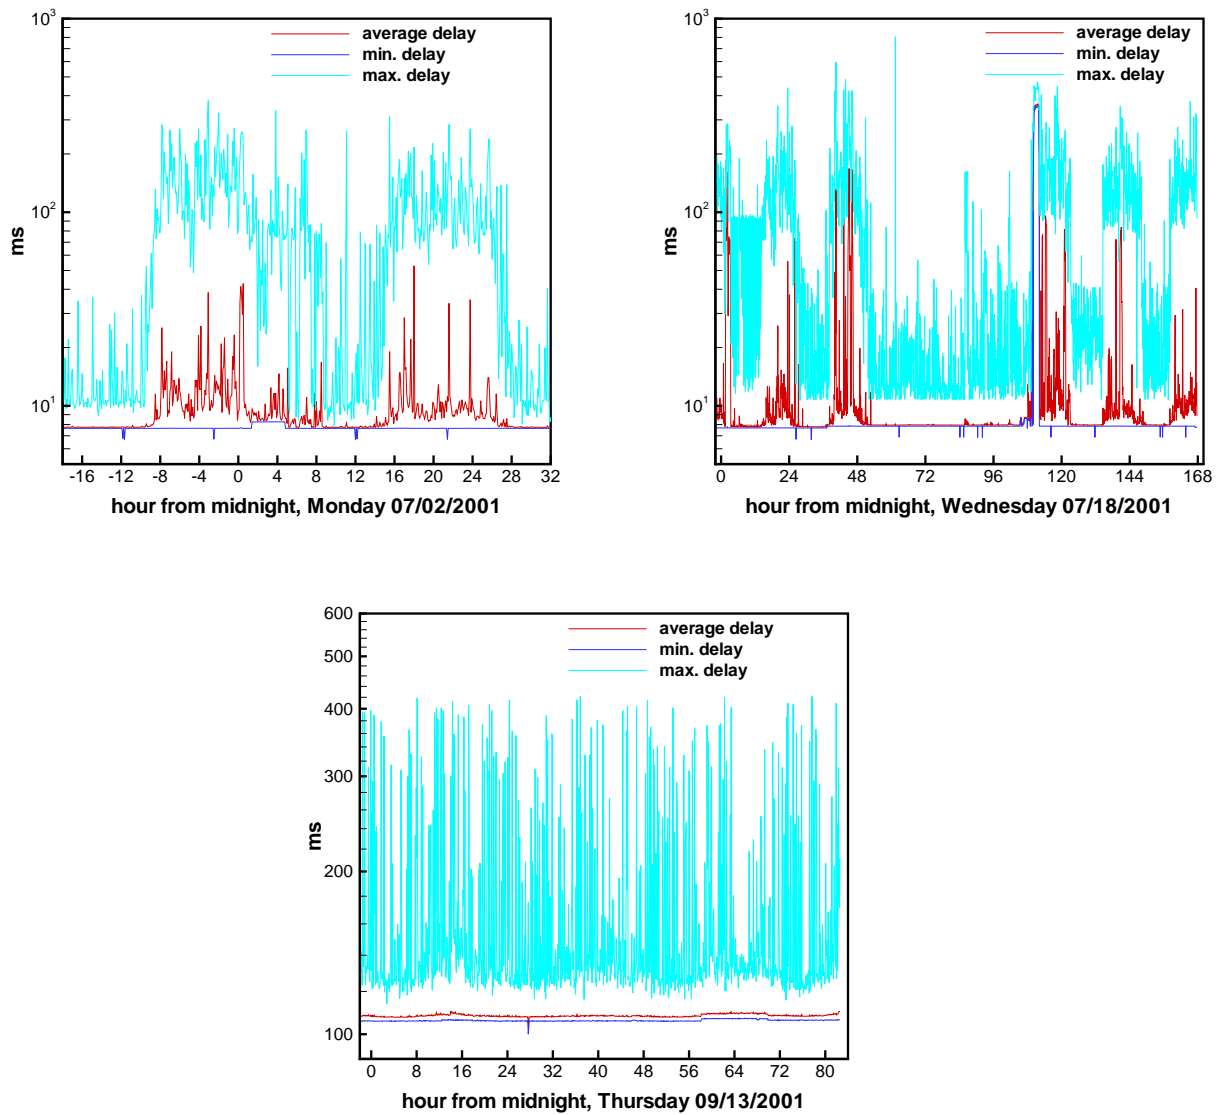 10³
average delay
min. delay
max. delay
10²
ms
10¹
-16 -12 -8 -4 0 4 8 12 16 20 24 28 32
hour from midnight, Monday 07/02/2001
10³
average delay
min. delay
max. delay
10²
ms
10¹
0 24 48 72 96 120 144 168
hour from midnight, Wednesday 07/18/2001
600
average delay
min. delay
500
max. delay
400
300
ms
200
100
0 8 16 24 32 40 48 56 64 72 80
hour from midnight, Thursday 09/13/2001